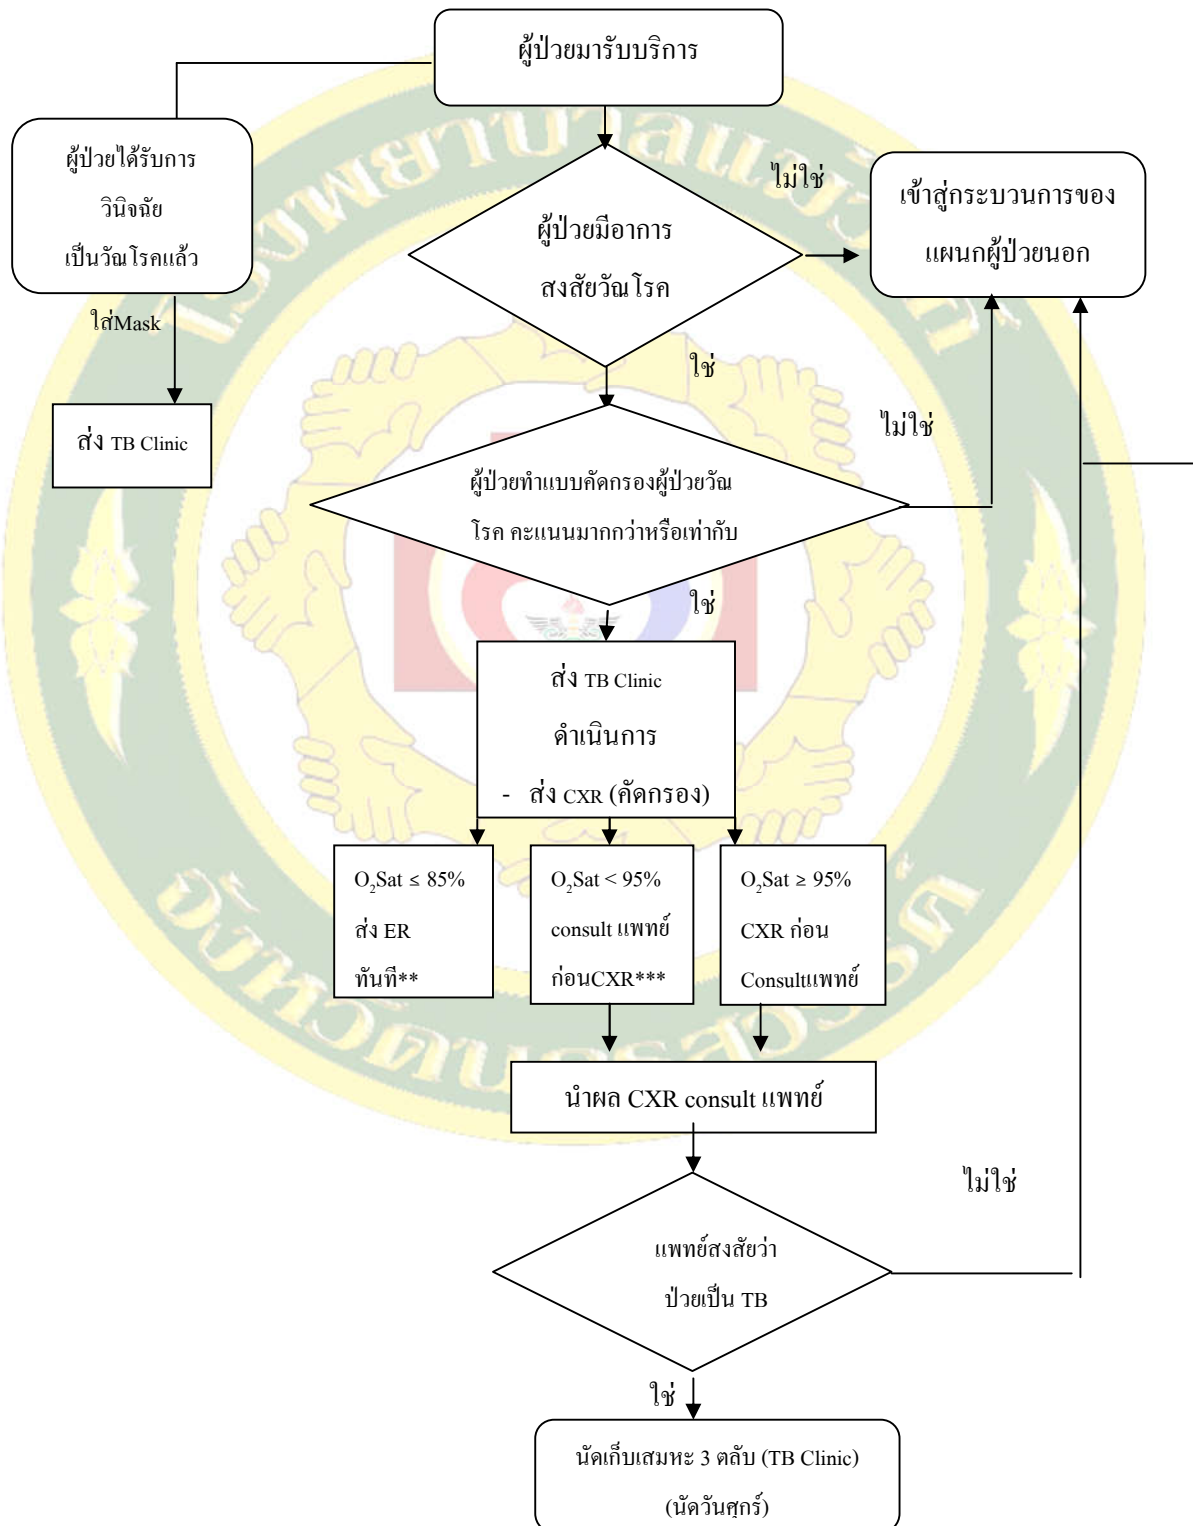 ผู้ป่วยมารับบริการ
ผู้ป่วยได้รับการ
วินิจฉัย
เป็นวัณโรคแล้ว
ใส่Mask
ส่ง TB Clinic
ผู้ป่วยมีอาการ
สงสัยวัณโรค
ไม่ใช่
เข้าสู่กระบวนการของ
แผนกผู้ป่วยนอก
ใช่
ผู้ป่วยทำแบบคัดกรองผู้ป่วยวัณ
โรค คะแนนมากกว่าหรือเท่ากับ
ไม่ใช่
ใช่
ส่ง TB Clinic
ดำเนินการ
- ส่ง CXR (คัดกรอง)
O₂Sat ≤ 85%
ส่ง ER
ทันที**
O₂Sat < 95%
consult แพทย์
ก่อนCXR***
O₂Sat ≥ 95%
CXR ก่อน
Consultแพทย์
นำผล CXR consult แพทย์
แพทย์สงสัยว่า
ป่วยเป็น TB
ไม่ใช่
ใช่
นัดเก็บเสมหะ 3 ตลับ (TB Clinic)
(นัดวันศุกร์)